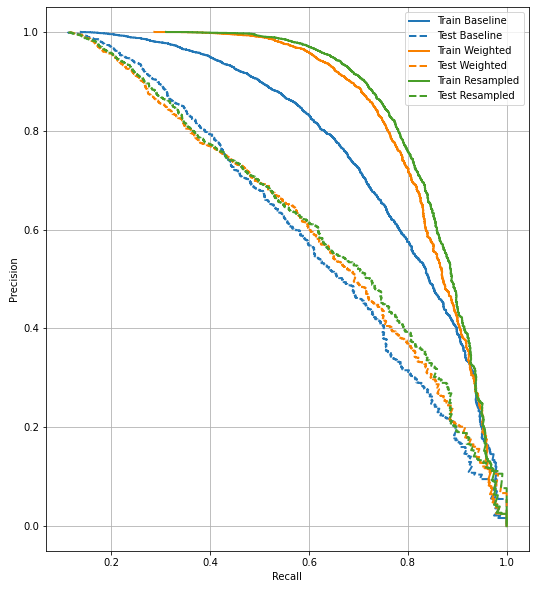 Train Baseline
Test Baseline
Train Weighted
Test Weighted
Train Resampled
Test Resampled
1.0
0.8
0.6
0.4
0.2
0.0
Precision
0.2 0.4 0.6 0.8 1.0
Recall